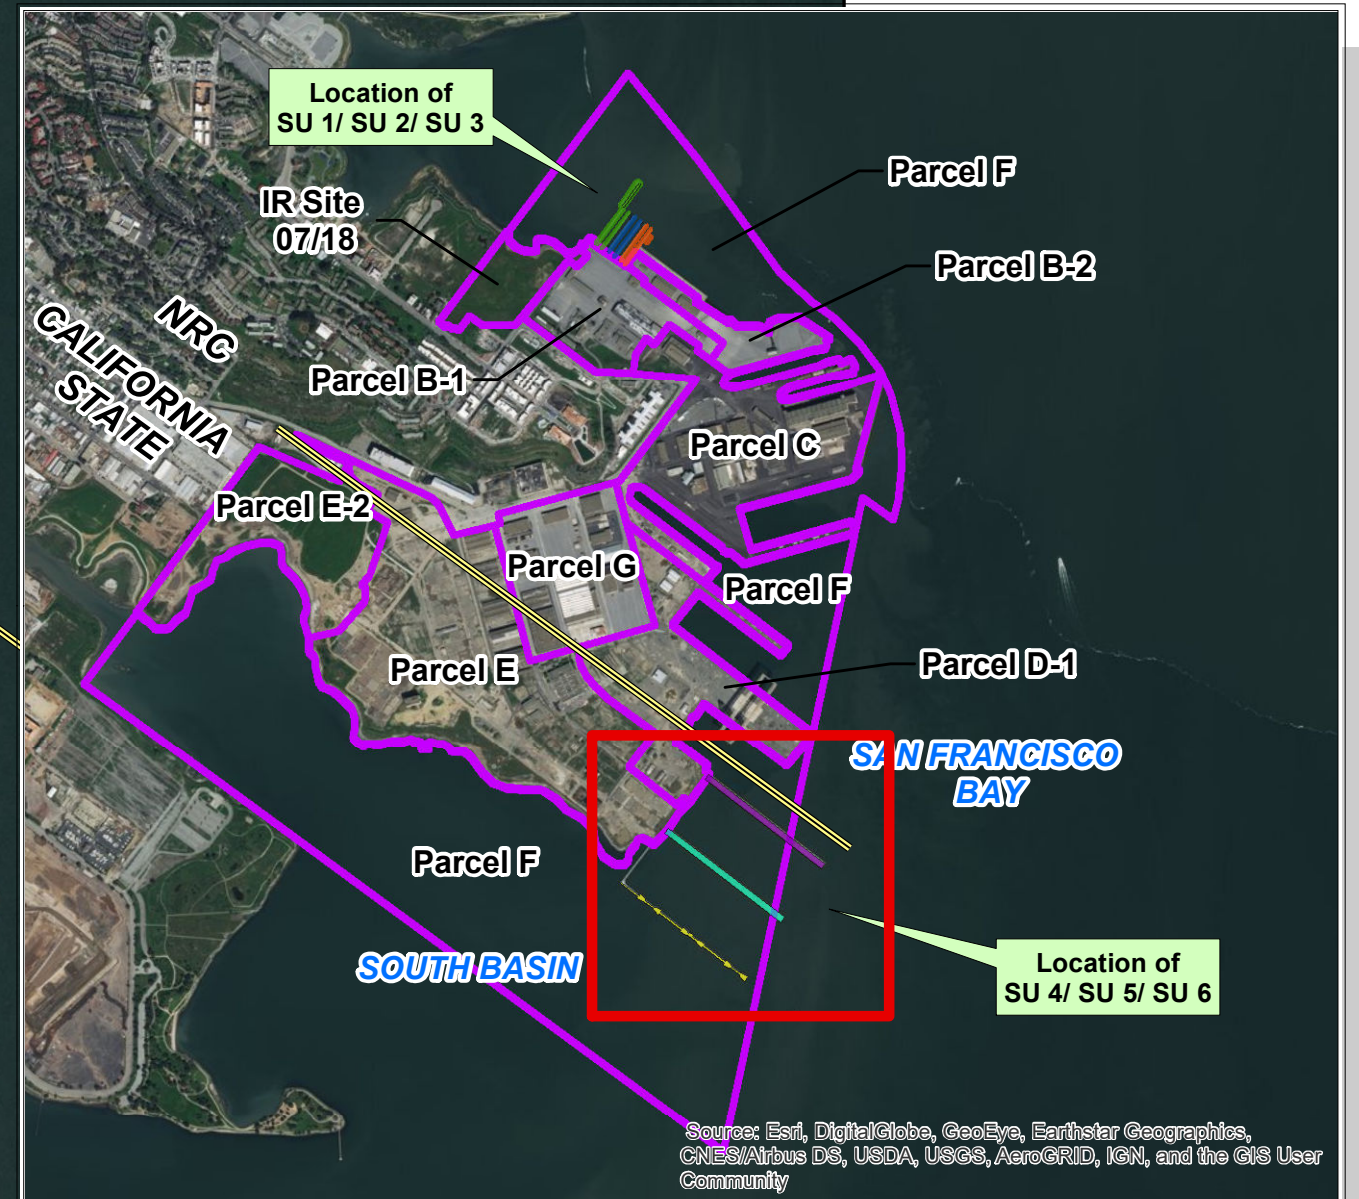 Location of
SU 1/ SU 2/ SU 3
Parcel F
IR Site
07/18
Parcel B-2
NRC
CALIFORNIA
STATE
Parcel B-1
Parcel C
Parcel E-2
Parcel G
Parcel F
Parcel E
Parcel D-1
SAN FRANCISCO
BAY
Parcel F
SOUTH BASIN
Location of
SU 4/ SU 5/ SU 6
Source: Esri, DigitalGlobe, GeoEye, Earthstar Geographics,
CNES/Airbus DS, USDA, USGS, AeroGRID, IGN, and the GIS User
Community